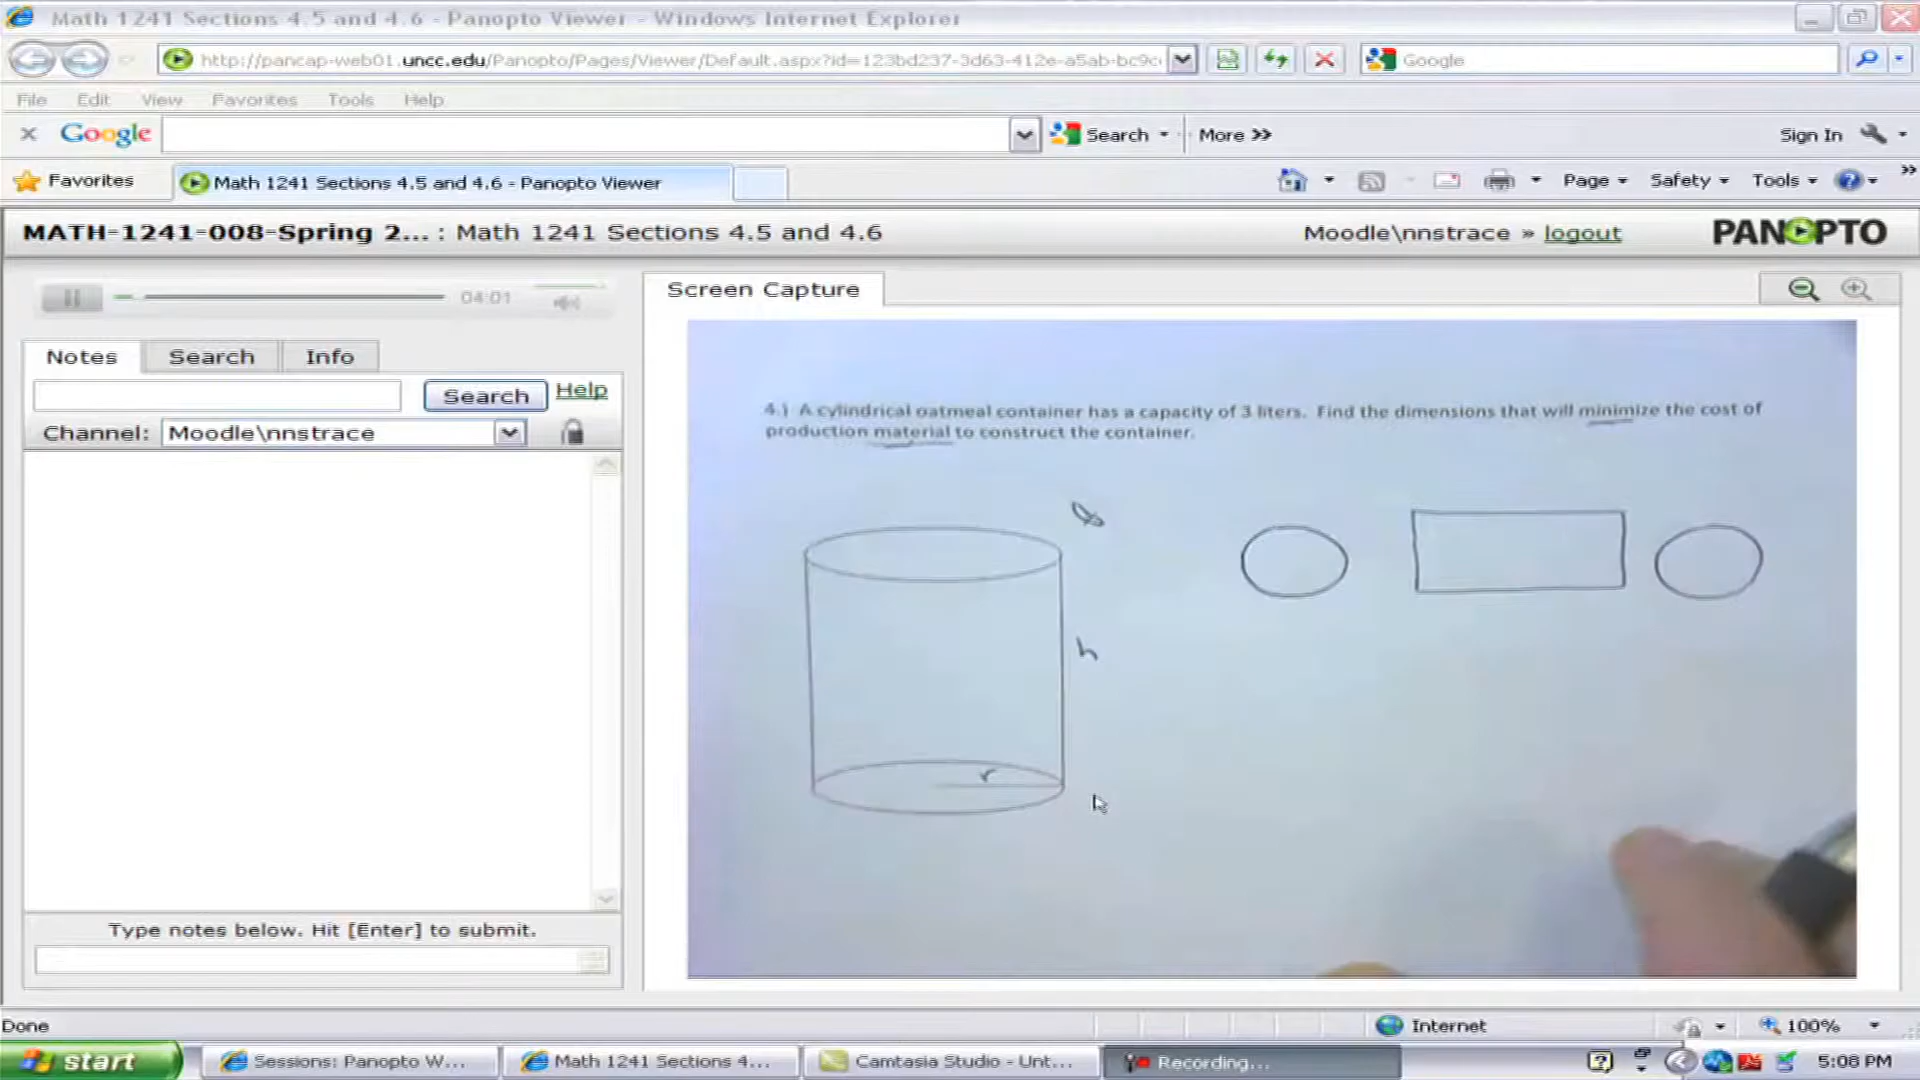 Math 1241 Sections 4.5 and 4.6 - Panopto Viewer - Windows Internet Explorer
http://pancap-web01.uncc.edu/Panopto/Pages/Viewer/Default.aspx?id=123bd237-3d63-412e-a5ab-bc9c
Google
File Edit View Favorites Tools Help
x Google Search More >> Sign In
Favorites Math 1241 Sections 4.5 and 4.6 - Panopto Viewer Page Safety Tools
MATH-1241-008-Spring 2... : Math 1241 Sections 4.5 and 4.6 Moodle\nnstrace » logout PANOPTO
04:01
Screen Capture
Notes Search Info
Search Help
Channel: Moodle\nnstrace
4.) A cylindrical oatmeal container has a capacity of 3 liters. Find the dimensions that will minimize the cost of
production material to construct the container.
h
r
Type notes below. Hit [Enter] to submit.
Done Internet 100%
start Sessions: Panopto W... Math 1241 Sections 4.... Camtasia Studio - Unt... Recording... 5:08 PM